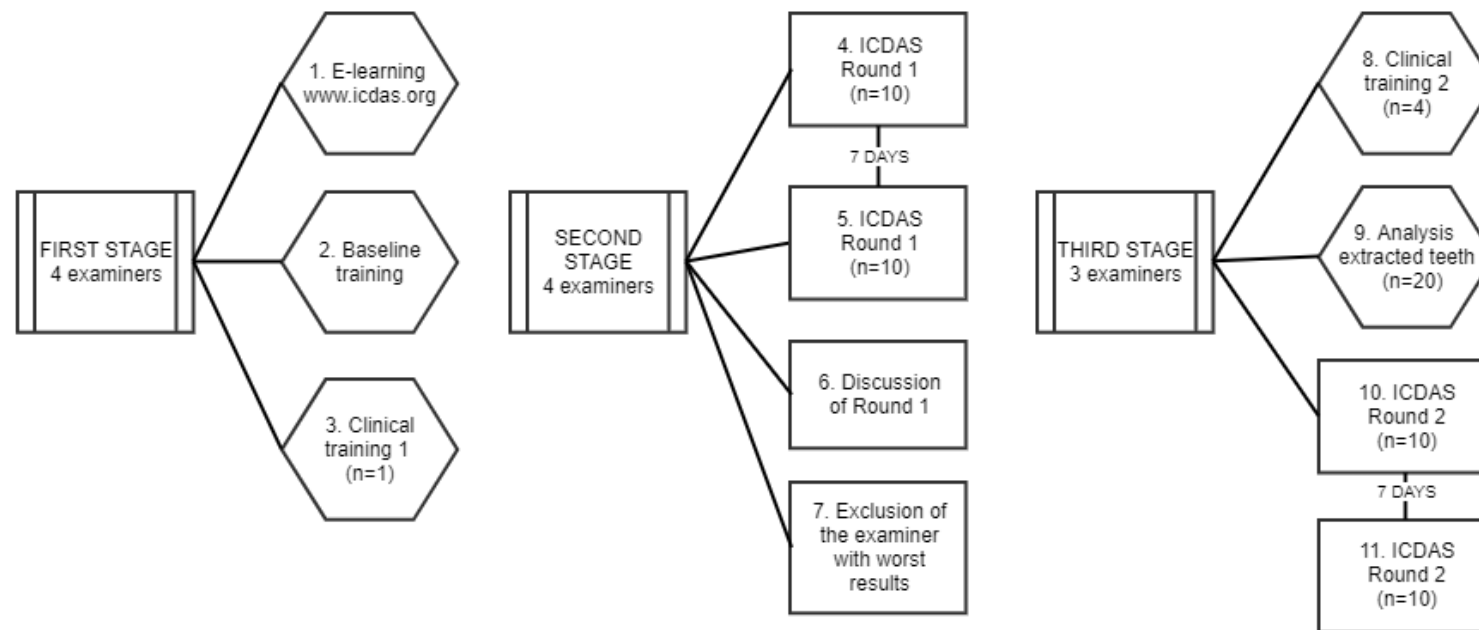 FIRST STAGE
4 examiners
1. E-learning
www.icdas.org
2. Baseline
training
3. Clinical
training 1
(n=1)
SECOND
STAGE
4 examiners
4. ICDAS
Round 1
(n=10)
7 DAYS
5. ICDAS
Round 1
(n=10)
6. Discussion
of Round 1
7. Exclusion of
the examiner
with worst
results
THIRD STAGE
3 examiners
8. Clinical
training 2
(n=4)
9. Analysis
extracted teeth
(n=20)
10. ICDAS
Round 2
(n=10)
7 DAYS
11. ICDAS
Round 2
(n=10)